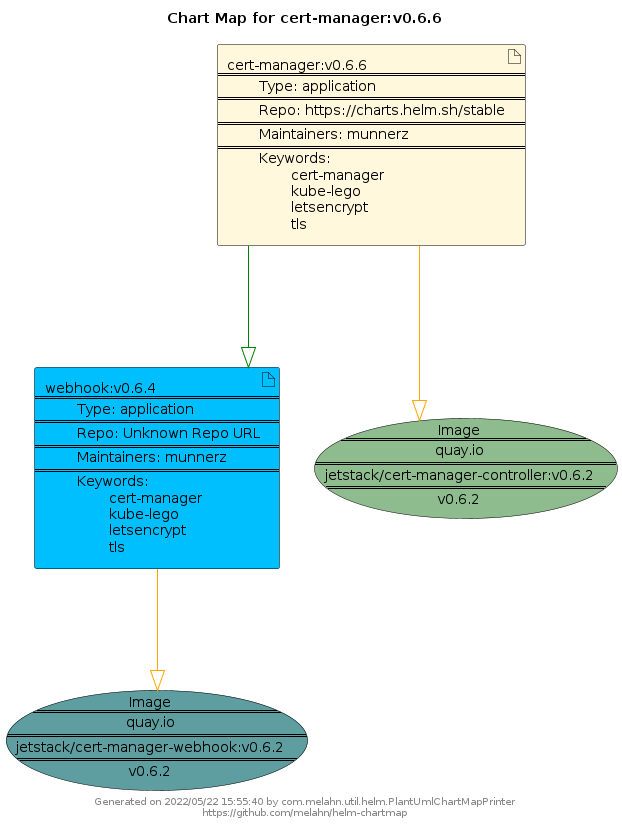 Chart Map for cert-manager:v0.6.6
cert-manager:v0.6.6
Type: application
Repo: https://charts.helm.sh/stable
Maintainers: munnerz
Keywords:
cert-manager
kube-lego
letsencrypt
tls
webhook:v0.6.4
Type: application
Repo: Unknown Repo URL
Maintainers: munnerz
Keywords:
cert-manager
kube-lego
letsencrypt
tls
Image
quay.io
jetstack/cert-manager-controller:v0.6.2
v0.6.2
Image
quay.io
jetstack/cert-manager-webhook:v0.6.2
v0.6.2
Generated on 2022/05/22 15:55:40 by com.melahn.util.helm.PlantUmlChartMapPrinter
https://github.com/melahn/helm-chartmap